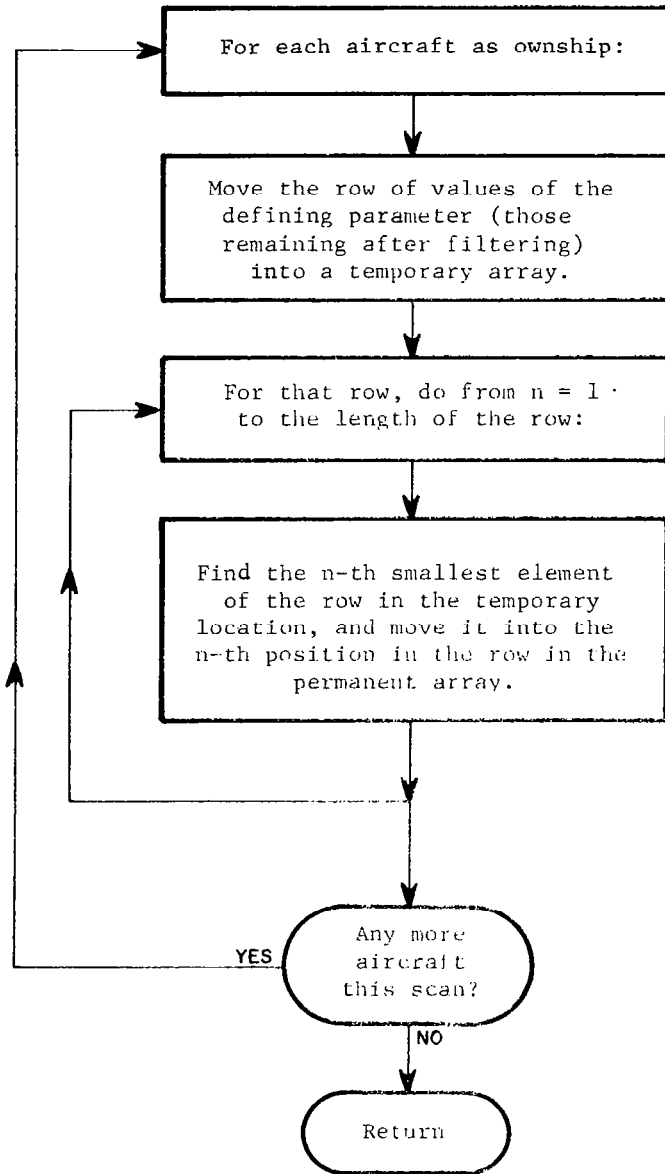 For each aircraft as ownship:
Move the row of values of the
defining parameter (those
remaining after filtering)
into a temporary array.
For that row, do from n = 1
to the length of the row:
Find the n-th smallest element
of the row in the temporary
location, and move it into the
n-th position in the row in the
permanent array.
Any more
aircraft
this scan?
YES
NO
Return